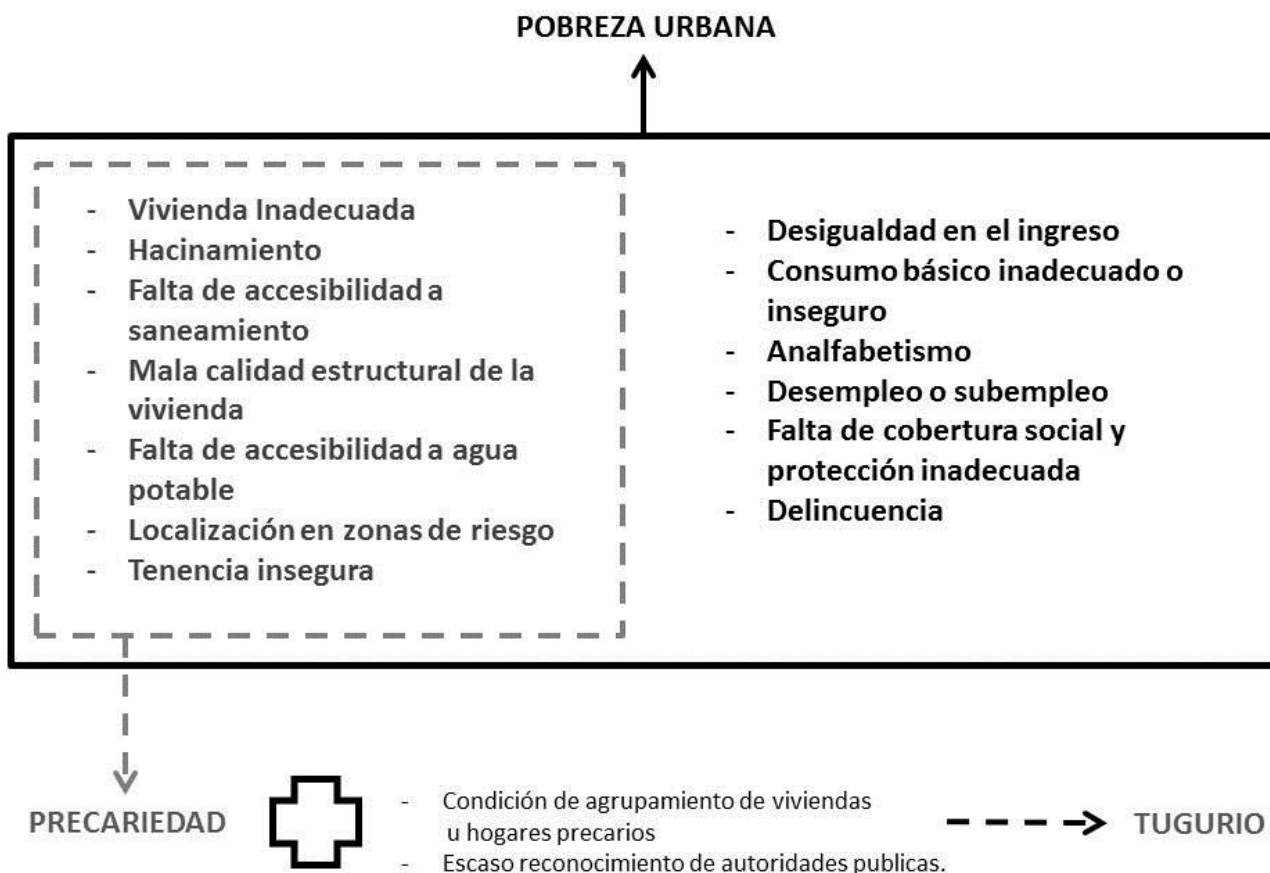 POBREZA URBANA
- Vivienda Inadecuada
- Hacinamiento
- Falta de accesibilidad a
saneamiento
- Mala calidad estructural de la
vivienda
- Falta de accesibilidad a agua
potable
- Localización en zonas de riesgo
- Tenencia insegura
- Desigualdad en el ingreso
- Consumo básico inadecuado o
inseguro
- Analfabetismo
- Desempleo o subempleo
- Falta de cobertura social y
protección inadecuada
- Delincuencia
PRECARIEDAD
- Condición de agrupamiento de viviendas
u hogares precarios
- Escaso reconocimiento de autoridades publicas.
TUGURIO